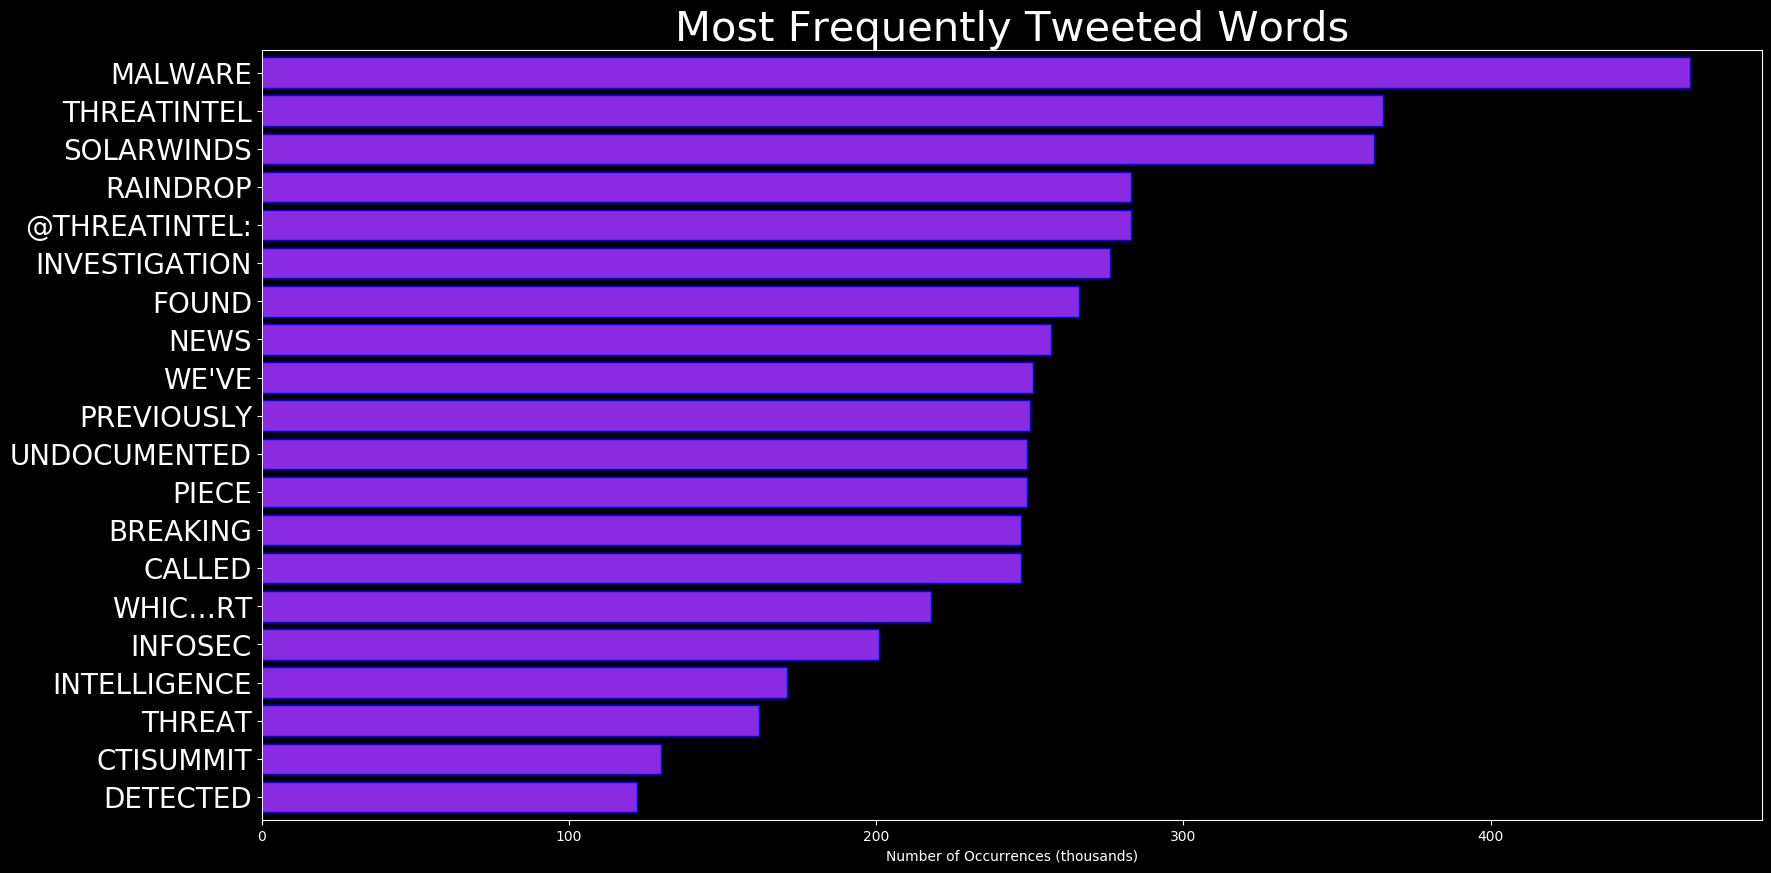 Most Frequently Tweeted Words
MALWARE
THREATINTEL
SOLARWINDS
RAINDROP
@THREATINTEL:
INVESTIGATION
FOUND
NEWS
WE'VE
PREVIOUSLY
UNDOCUMENTED
PIECE
BREAKING
CALLED
WHIC…RT
INFOSEC
INTELLIGENCE
THREAT
CTISUMMIT
DETECTED
0 100 200 300 400
Number of Occurrences (thousands)